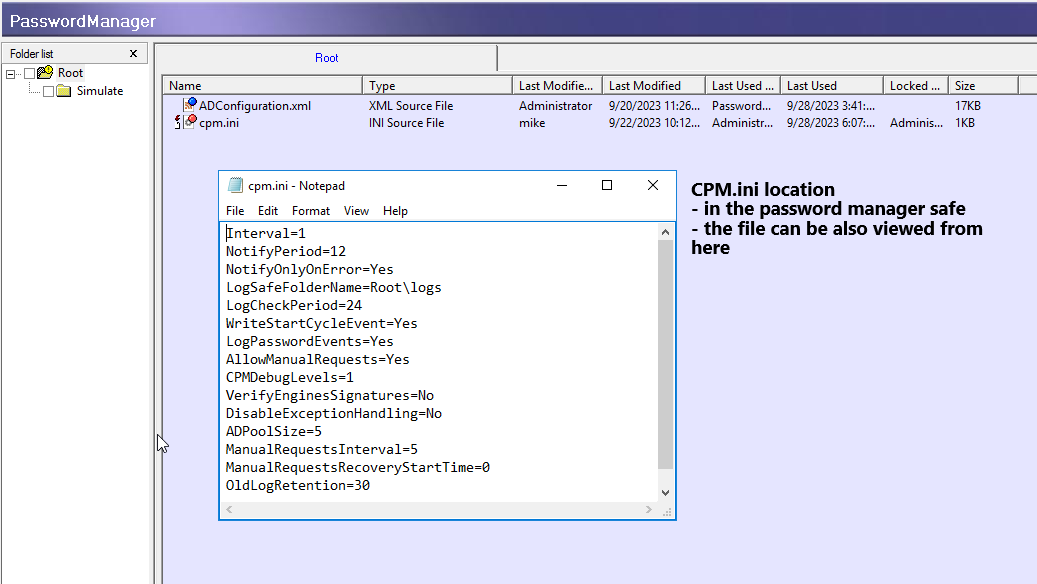 PasswordManager
Folder list
Root
Simulate
Root
Name Type Last Modifie... Last Modified Last Used ... Last Used Locked ... Size
ADConfiguration.xml XML Source File Administrator 9/20/2023 11:26... Password... 9/28/2023 3:41:... 17KB
cpm.ini INI Source File mike 9/22/2023 10:12... Administr... 9/28/2023 6:07:... Adminis... 1KB
cpm.ini - Notepad
File Edit Format View Help
Interval=1
NotifyPeriod=12
NotifyOnlyOnError=Yes
LogSafeFolderName=Root\logs
LogCheckPeriod=24
WriteStartCycleEvent=Yes
LogPasswordEvents=Yes
AllowManualRequests=Yes
CPMDebugLevels=1
VerifyEnginesSignatures=No
DisableExceptionHandling=No
ADPoolSize=5
ManualRequestsInterval=5
ManualRequestsRecoveryStartTime=0
OldLogRetention=30
CPM.ini location
- in the password manager safe
- the file can be also viewed from
here